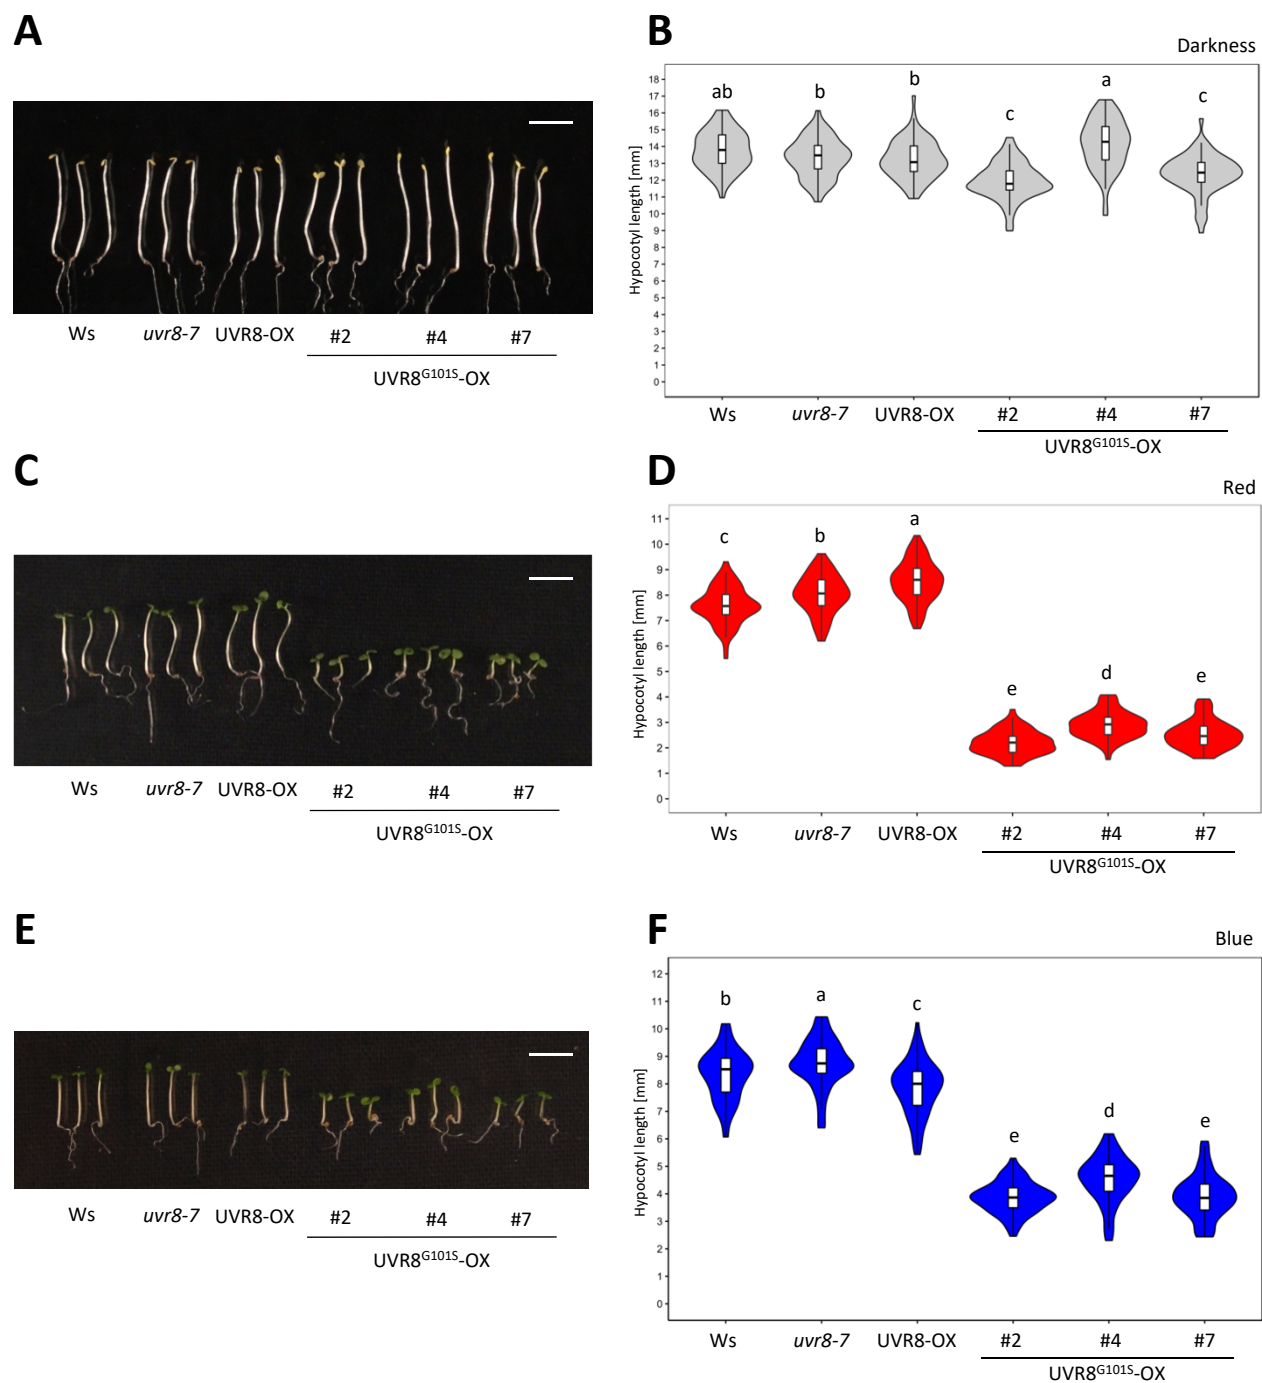 A
Ws uvr8-7 UVR8-OX #2 #4 #7
UVR8G101S-OX
B
Darkness
ab b b c a c
Hypocotyl length [mm]
18
17
16
15
14
13
12
11
10
9
8
7
6
5
4
3
2
1
0
Ws uvr8-7 UVR8-OX #2 #4 #7
UVR8G101S-OX
C
Ws uvr8-7 UVR8-OX #2 #4 #7
UVR8G101S-OX
D
Red
c b a e d e
Hypocotyl length [mm]
11
10
9
8
7
6
5
4
3
2
1
0
Ws uvr8-7 UVR8-OX #2 #4 #7
UVR8G101S-OX
E
Ws uvr8-7 UVR8-OX #2 #4 #7
UVR8G101S-OX
F
Blue
b a c e d e
Hypocotyl length [mm]
12
11
10
9
8
7
6
5
4
3
2
1
0
Ws uvr8-7 UVR8-OX #2 #4 #7
UVR8G101S-OX